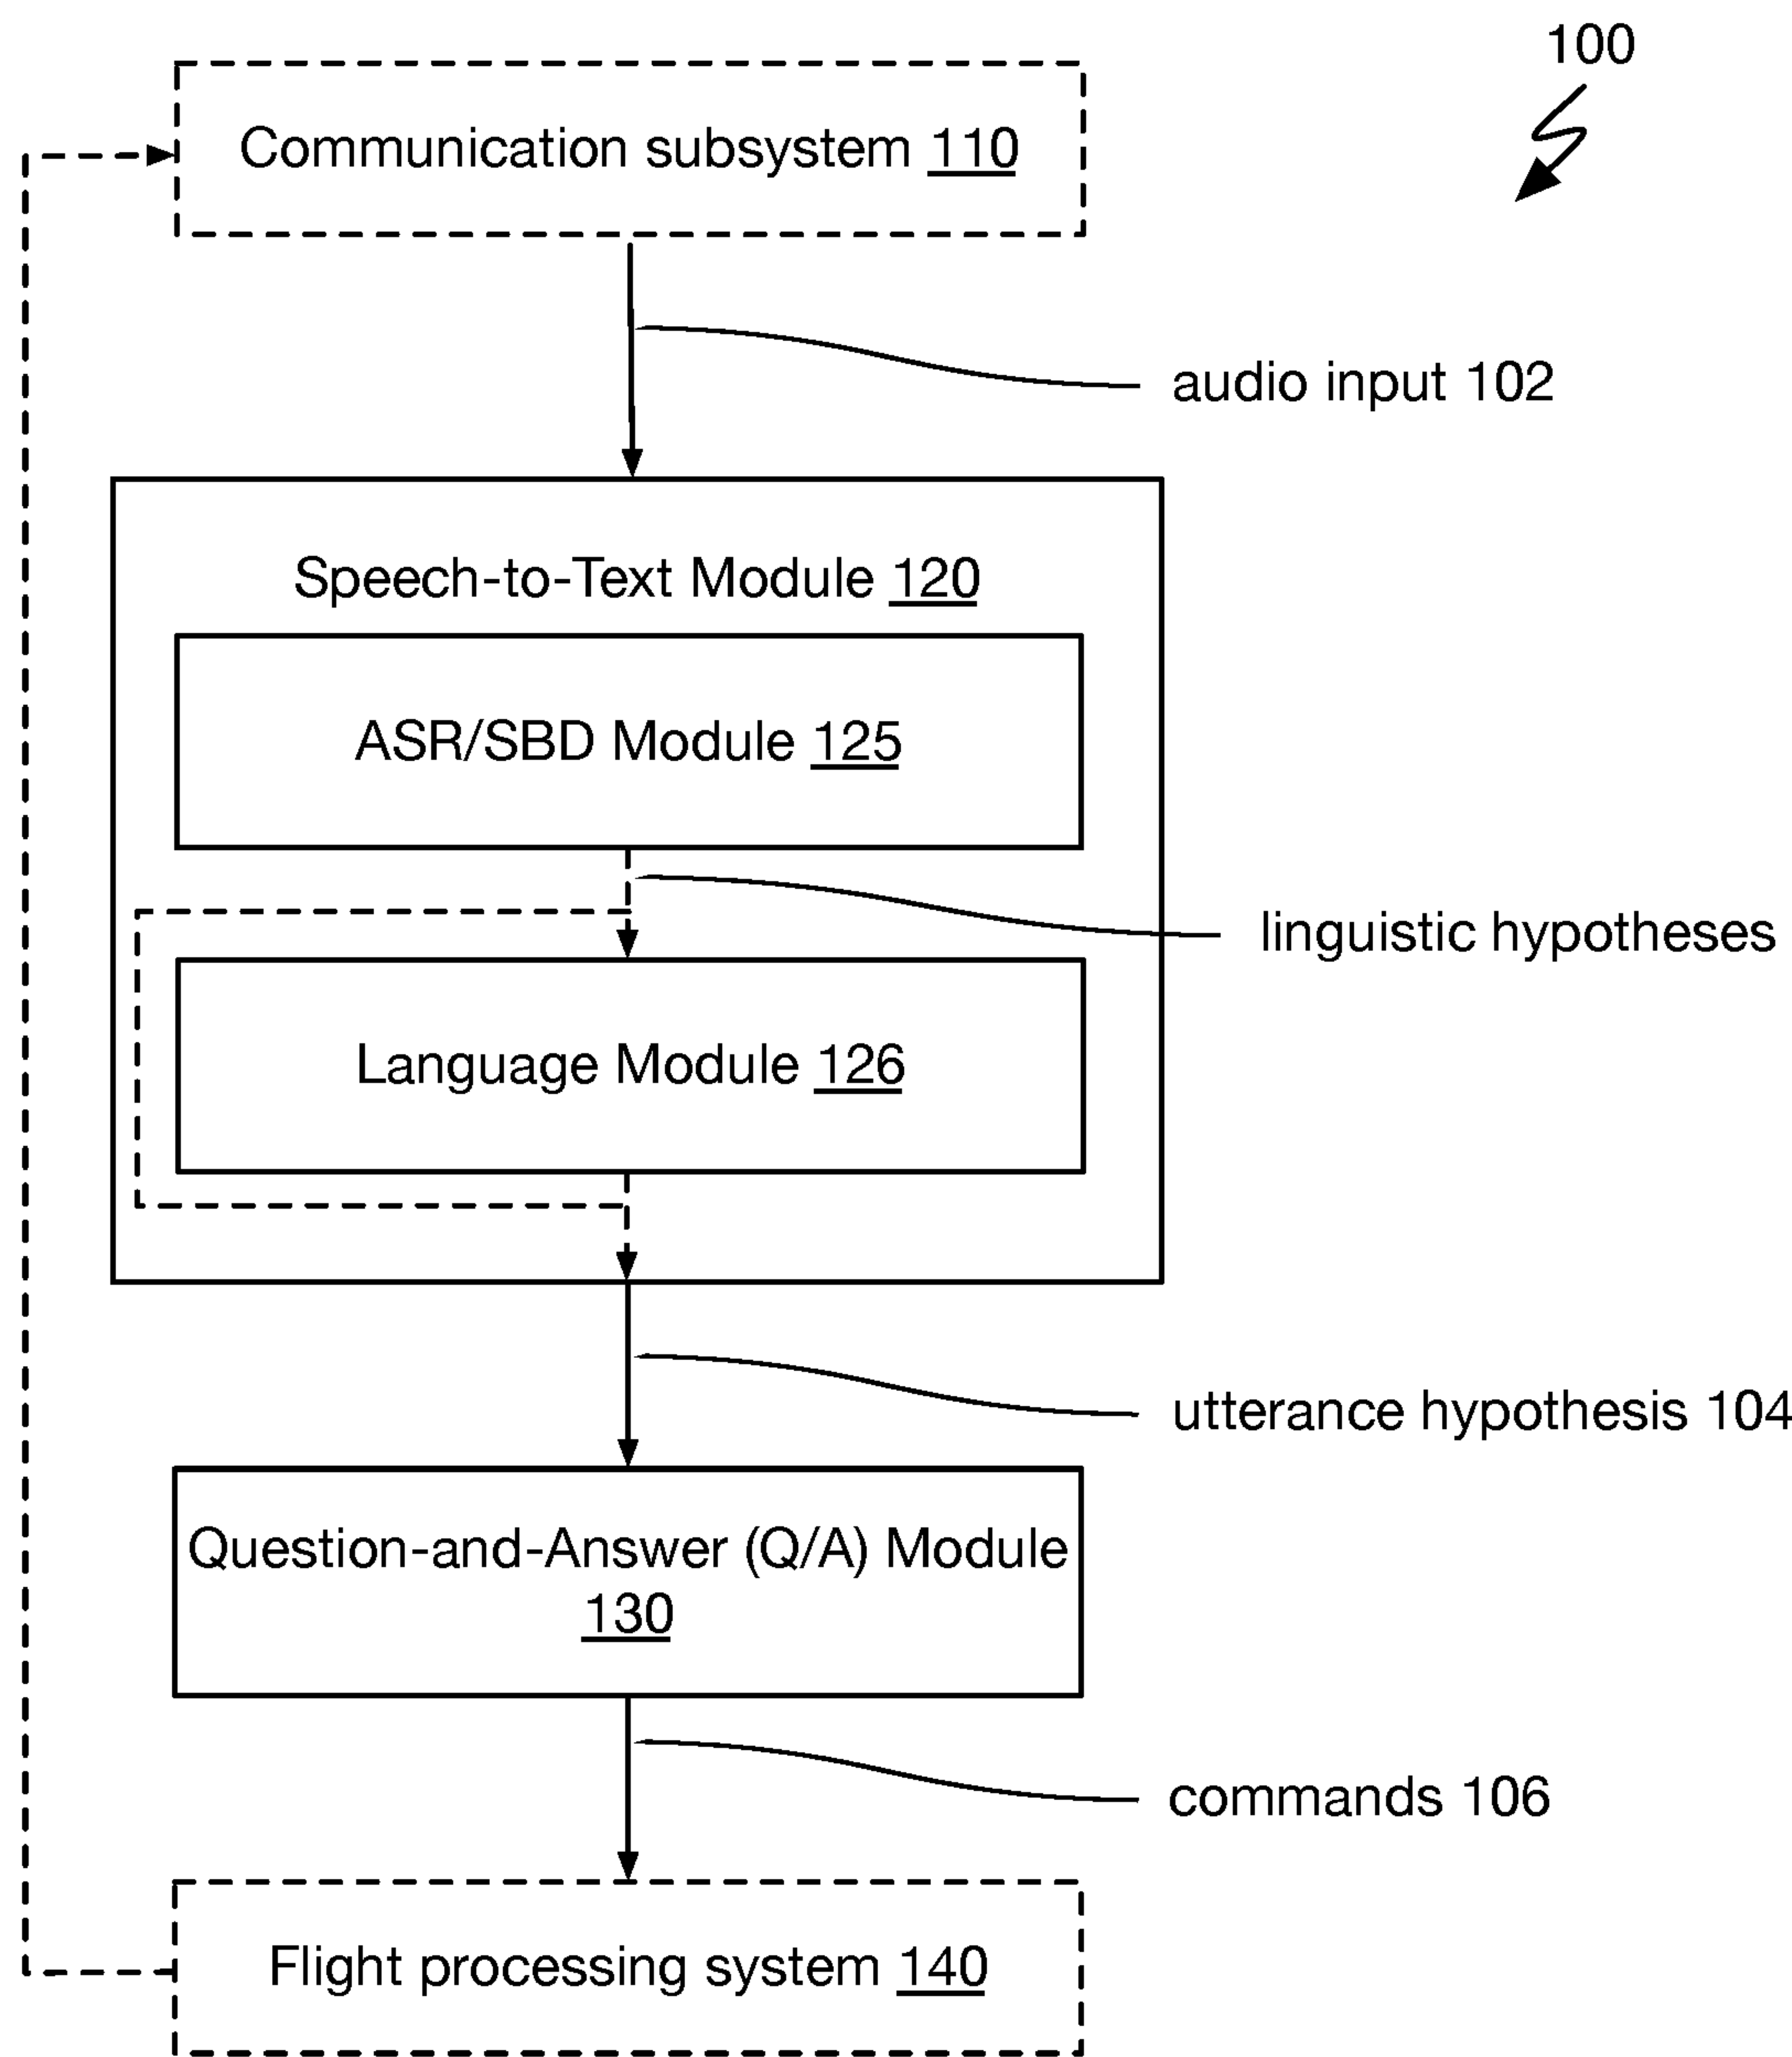 100
Communication subsystem 110
audio input 102
Speech-to-Text Module 120
ASR/SBD Module 125
linguistic hypotheses
Language Module 126
utterance hypothesis 104
Question-and-Answer (Q/A) Module
130
commands 106
Flight processing system 140